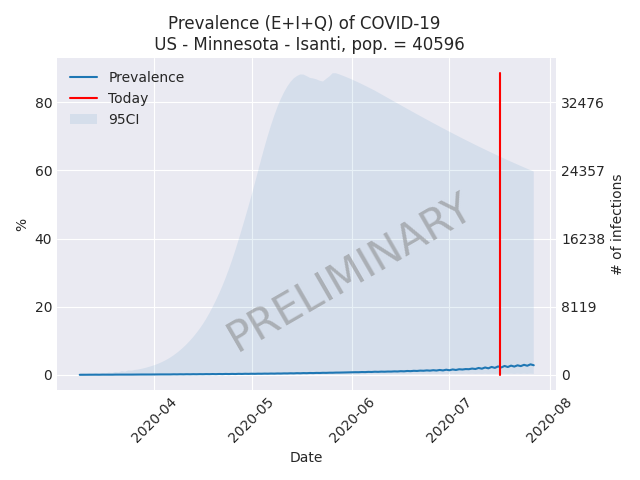 Prevalence (E+I+Q) of COVID-19
US - Minnesota - Isanti, pop. = 40596
Prevalence
Today
95CI
80
60
40
20
0
%
32476
24357
16238
8119
0
# of infections
PRELIMINARY
2020-04
2020-05
2020-06
2020-07
2020-08
Date